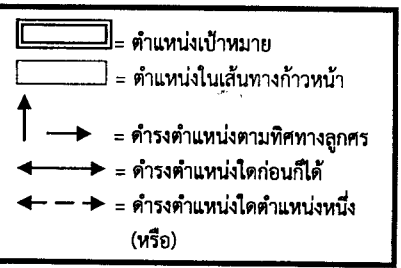 = ตำแหน่งเป้าหมาย
= ตำแหน่งในเส้นทางก้าวหน้า
= ดำรงตำแหน่งตามทิศทางลูกศร
= ดำรงตำแหน่งใดก่อนก็ได้
= ดำรงตำแหน่งใดตำแหน่งหนึ่ง
(หรือ)